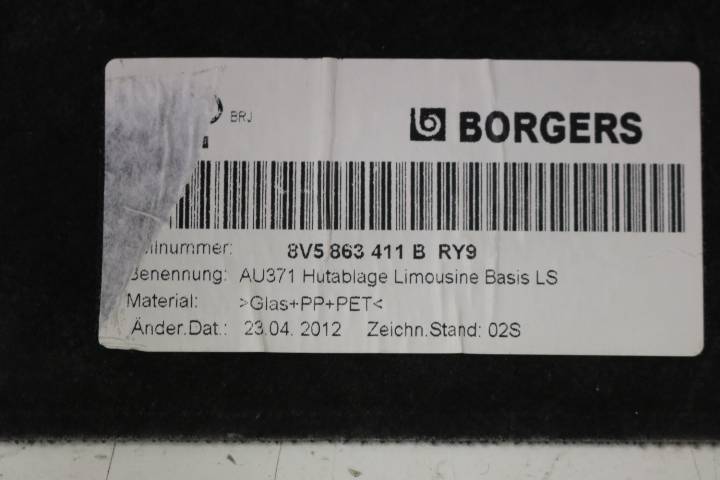 BRJ
BORGERS
8V5 863 411 B RY9
AU371 Hutablage Limousine Basis LS
Material: >Glas+PP+PET<
Änder.Dat.: 23.04. 2012 Zeichn.Stand: 02S